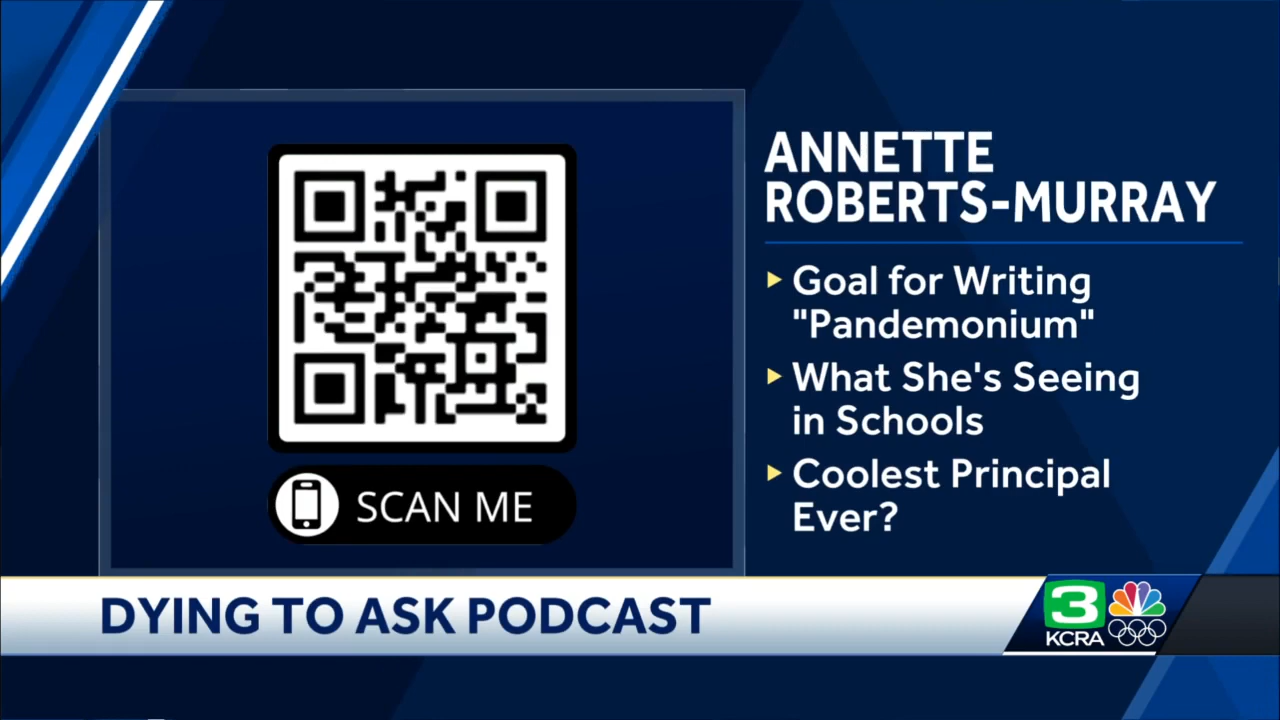 ANNETTE
ROBERTS-MURRAY
Goal for Writing
"Pandemonium"
What She's Seeing
in Schools
Coolest Principal
Ever?
SCAN ME
DYING TO ASK PODCAST
3
KCRA